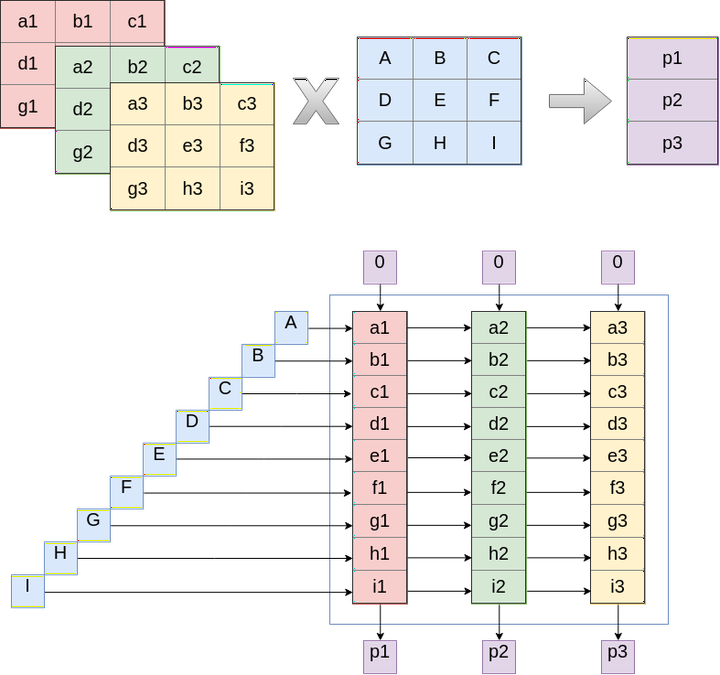 a1 b1 c1
d1
g1
a2 b2 c2
d2
g2
a3 b3 c3
d3 e3 f3
g3 h3 i3
X
A B C
D E F
G H I
p1
p2
p3
0 0 0
A a1 a2 a3
B b1 b2 b3
C c1 c2 c3
D d1 d2 d3
E e1 e2 e3
F f1 f2 f3
G g1 g2 g3
H h1 h2 h3
I i1 i2 i3
p1 p2 p3